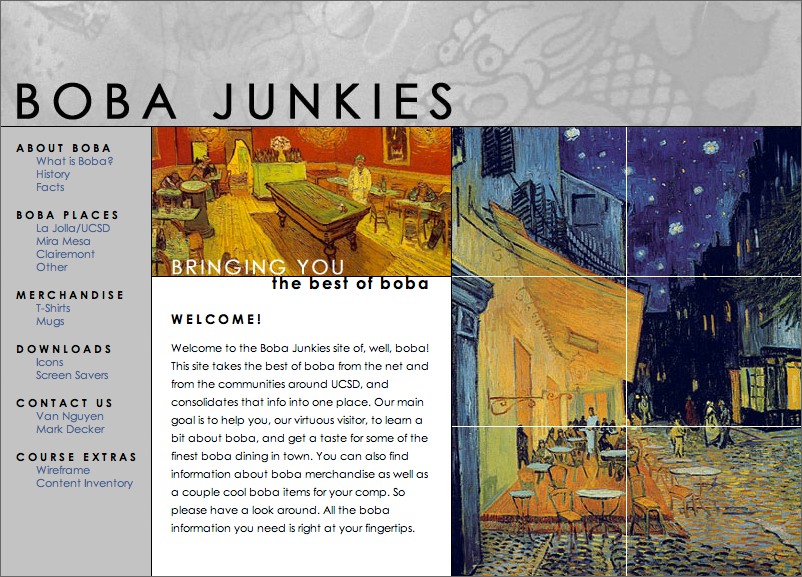 BOBA JUNKIES
ABOUT BOBA
What is Boba?
History
Facts
BOBA PLACES
La Jolla/UCSD
Mira Mesa
Clairemont
Other
MERCHANDISE
T-Shirts
Mugs
DOWNLOADS
Icons
Screen Savers
CONTACT US
Van Nguyen
Mark Decker
COURSE EXTRAS
Wireframe
Content Inventory
BRINGING YOU
the best of boba
WELCOME!
Welcome to the Boba Junkies site of, well, boba!
This site takes the best of boba from the net and
from the communities around UCSD, and
consolidates that info into one place. Our main
goal is to help you, our virtuous visitor, to learn a
bit about boba, and get a taste for some of the
finest boba dining in town. You can also find
information about boba merchandise as well as
a couple cool boba items for your comp. So
please have a look around. All the boba
information you need is right at your fingertips.